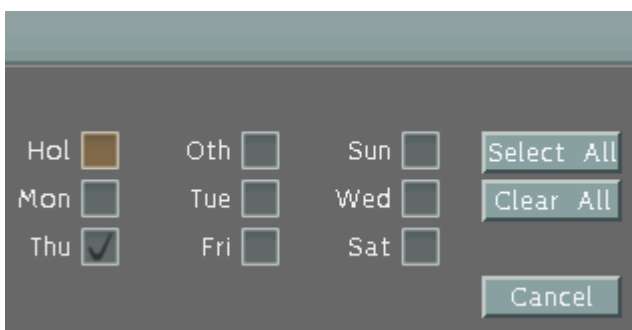 Hol Oth Sun Select All
Mon Tue Wed Clear All
Thu Fri Sat
Cancel